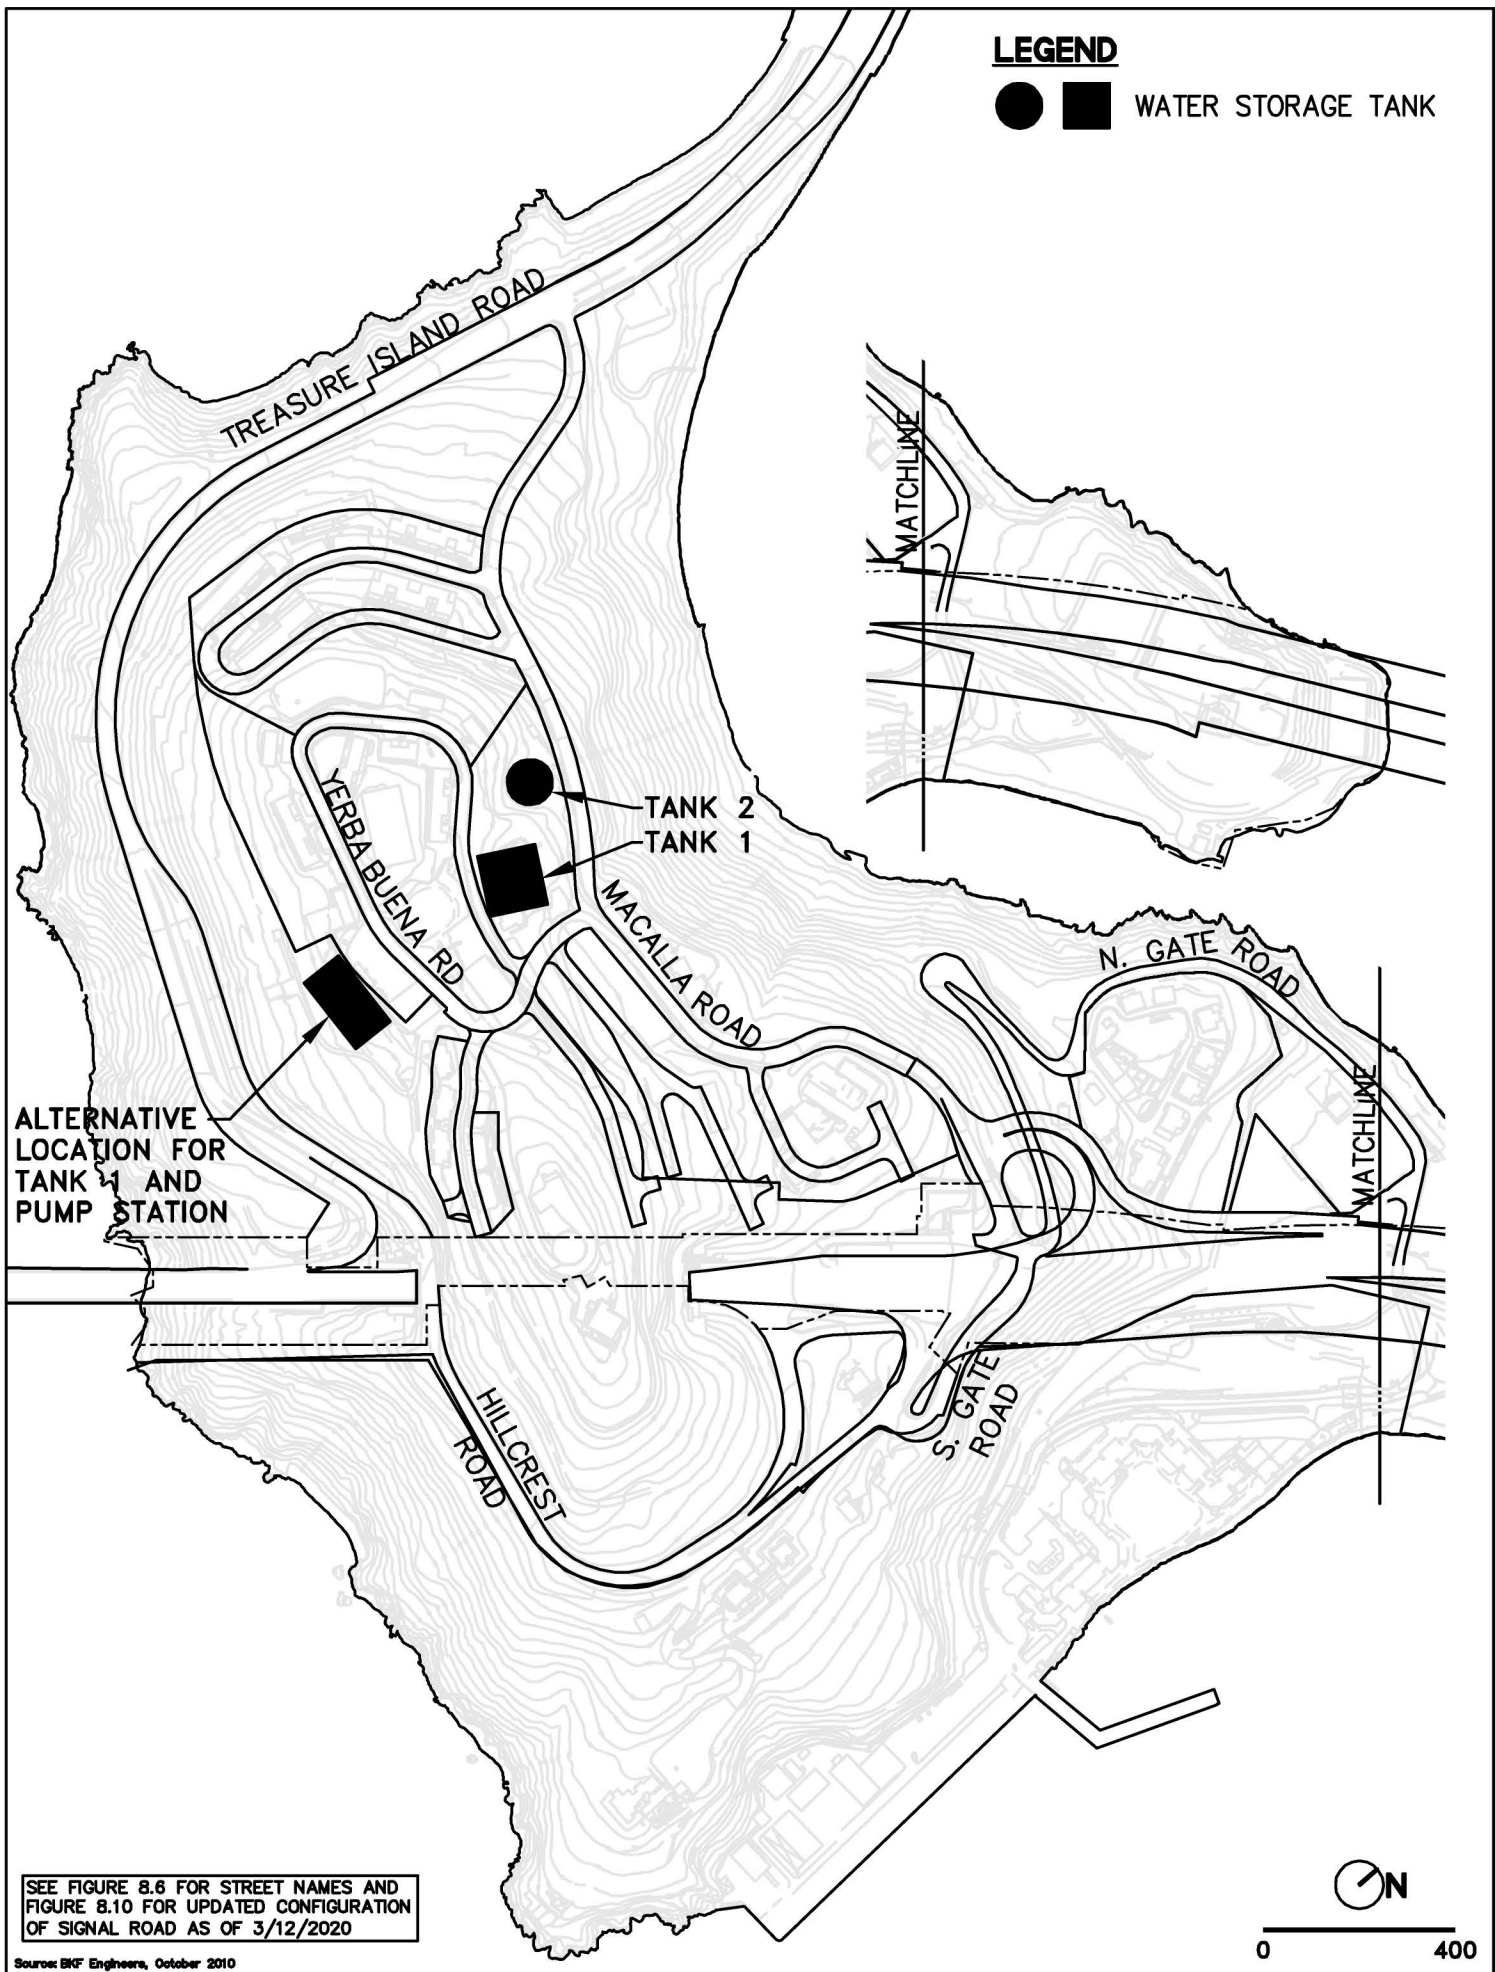 LEGEND
WATER STORAGE TANK
TREASURE ISLAND ROAD
MATCHLINE
TANK 2
TANK 1
YERBA BUENA RD
MACALLA ROAD
N. GATE ROAD
MATCHLINE
ALTERNATIVE
LOCATION FOR
TANK 1 AND
PUMP STATION
HILLCREST
ROAD
S. GATE
ROAD
SEE FIGURE 8.6 FOR STREET NAMES AND
FIGURE 8.10 FOR UPDATED CONFIGURATION
OF SIGNAL ROAD AS OF 3/12/2020
Source: BKF Engineers, October 2010
N
0 400